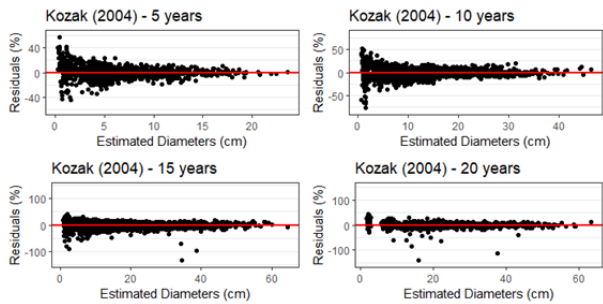 Kozak (2004) - 5 years
Residuals (%)
40
0
-40
0
5
10
15
20
Estimated Diameters (cm)
Kozak (2004) - 10 years
Residuals (%)
50
0
-50
0
10
20
30
40
Estimated Diameters (cm)
Kozak (2004) - 15 years
Residuals (%)
100
0
-100
0
20
40
60
Estimated Diameters (cm)
Kozak (2004) - 20 years
Residuals (%)
100
0
-100
0
20
40
60
Estimated Diameters (cm)